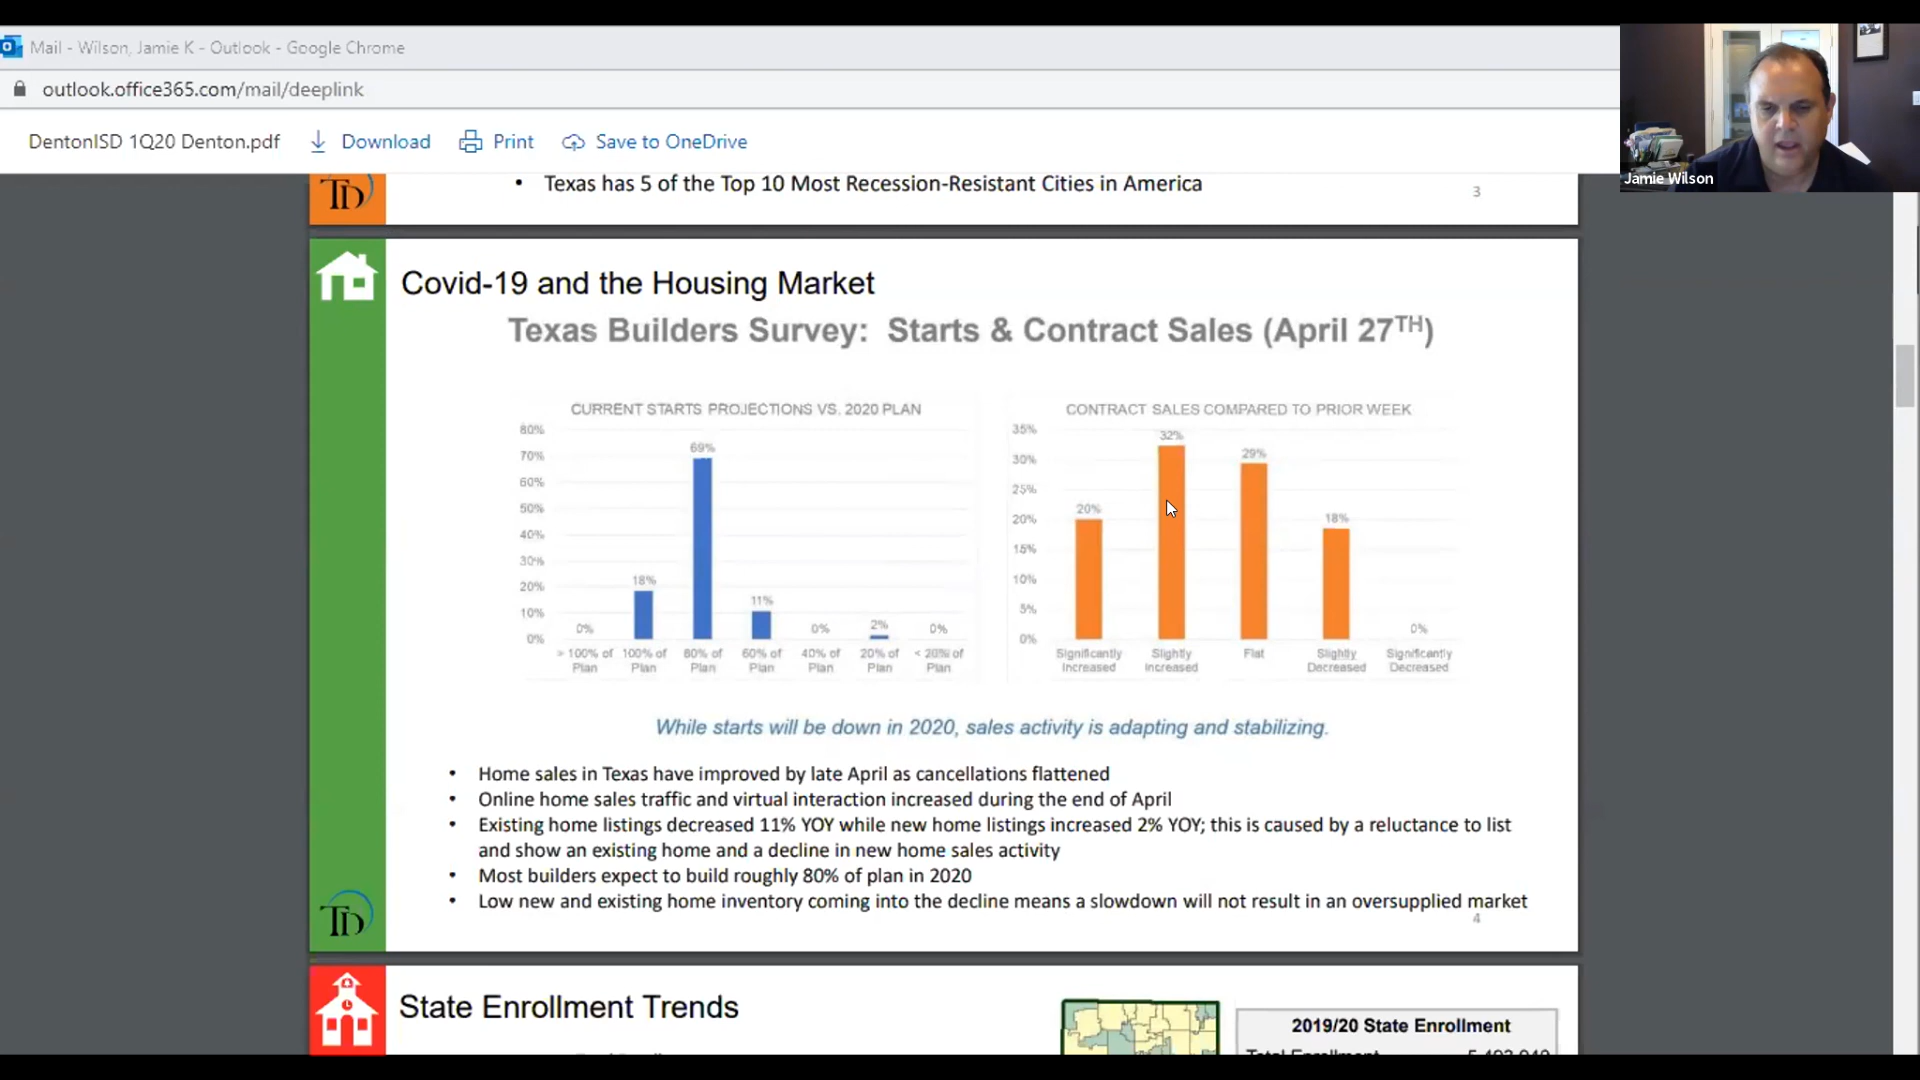 Mail - Wilson, Jamie K - Outlook - Google Chrome
outlook.office365.com/mail/deeplink
DentonISD 1Q20 Denton.pdf Download Print Save to OneDrive
Jamie Wilson
TD
• Texas has 5 of the Top 10 Most Recession-Resistant Cities in America
3
Covid-19 and the Housing Market
Texas Builders Survey: Starts & Contract Sales (April 27TH)
CURRENT STARTS PROJECTIONS VS. 2020 PLAN
80%
70%
60%
50%
40%
30%
20%
10%
0%
0% 18% 69% 11% 0% 2% 0%
> 100% of Plan
100% of Plan
80% of Plan
60% of Plan
40% of Plan
20% of Plan
< 20% of Plan
CONTRACT SALES COMPARED TO PRIOR WEEK
35%
30%
25%
20%
15%
10%
5%
0%
20% 32% 29% 18% 0%
Significantly Increased
Slightly Increased
Flat
Slightly Decreased
Significantly Decreased
While starts will be down in 2020, sales activity is adapting and stabilizing.
• Home sales in Texas have improved by late April as cancellations flattened
• Online home sales traffic and virtual interaction increased during the end of April
• Existing home listings decreased 11% YOY while new home listings increased 2% YOY; this is caused by a reluctance to list
and show an existing home and a decline in new home sales activity
• Most builders expect to build roughly 80% of plan in 2020
• Low new and existing home inventory coming into the decline means a slowdown will not result in an oversupplied market
4
TD
State Enrollment Trends
2019/20 State Enrollment
Total Enrollment